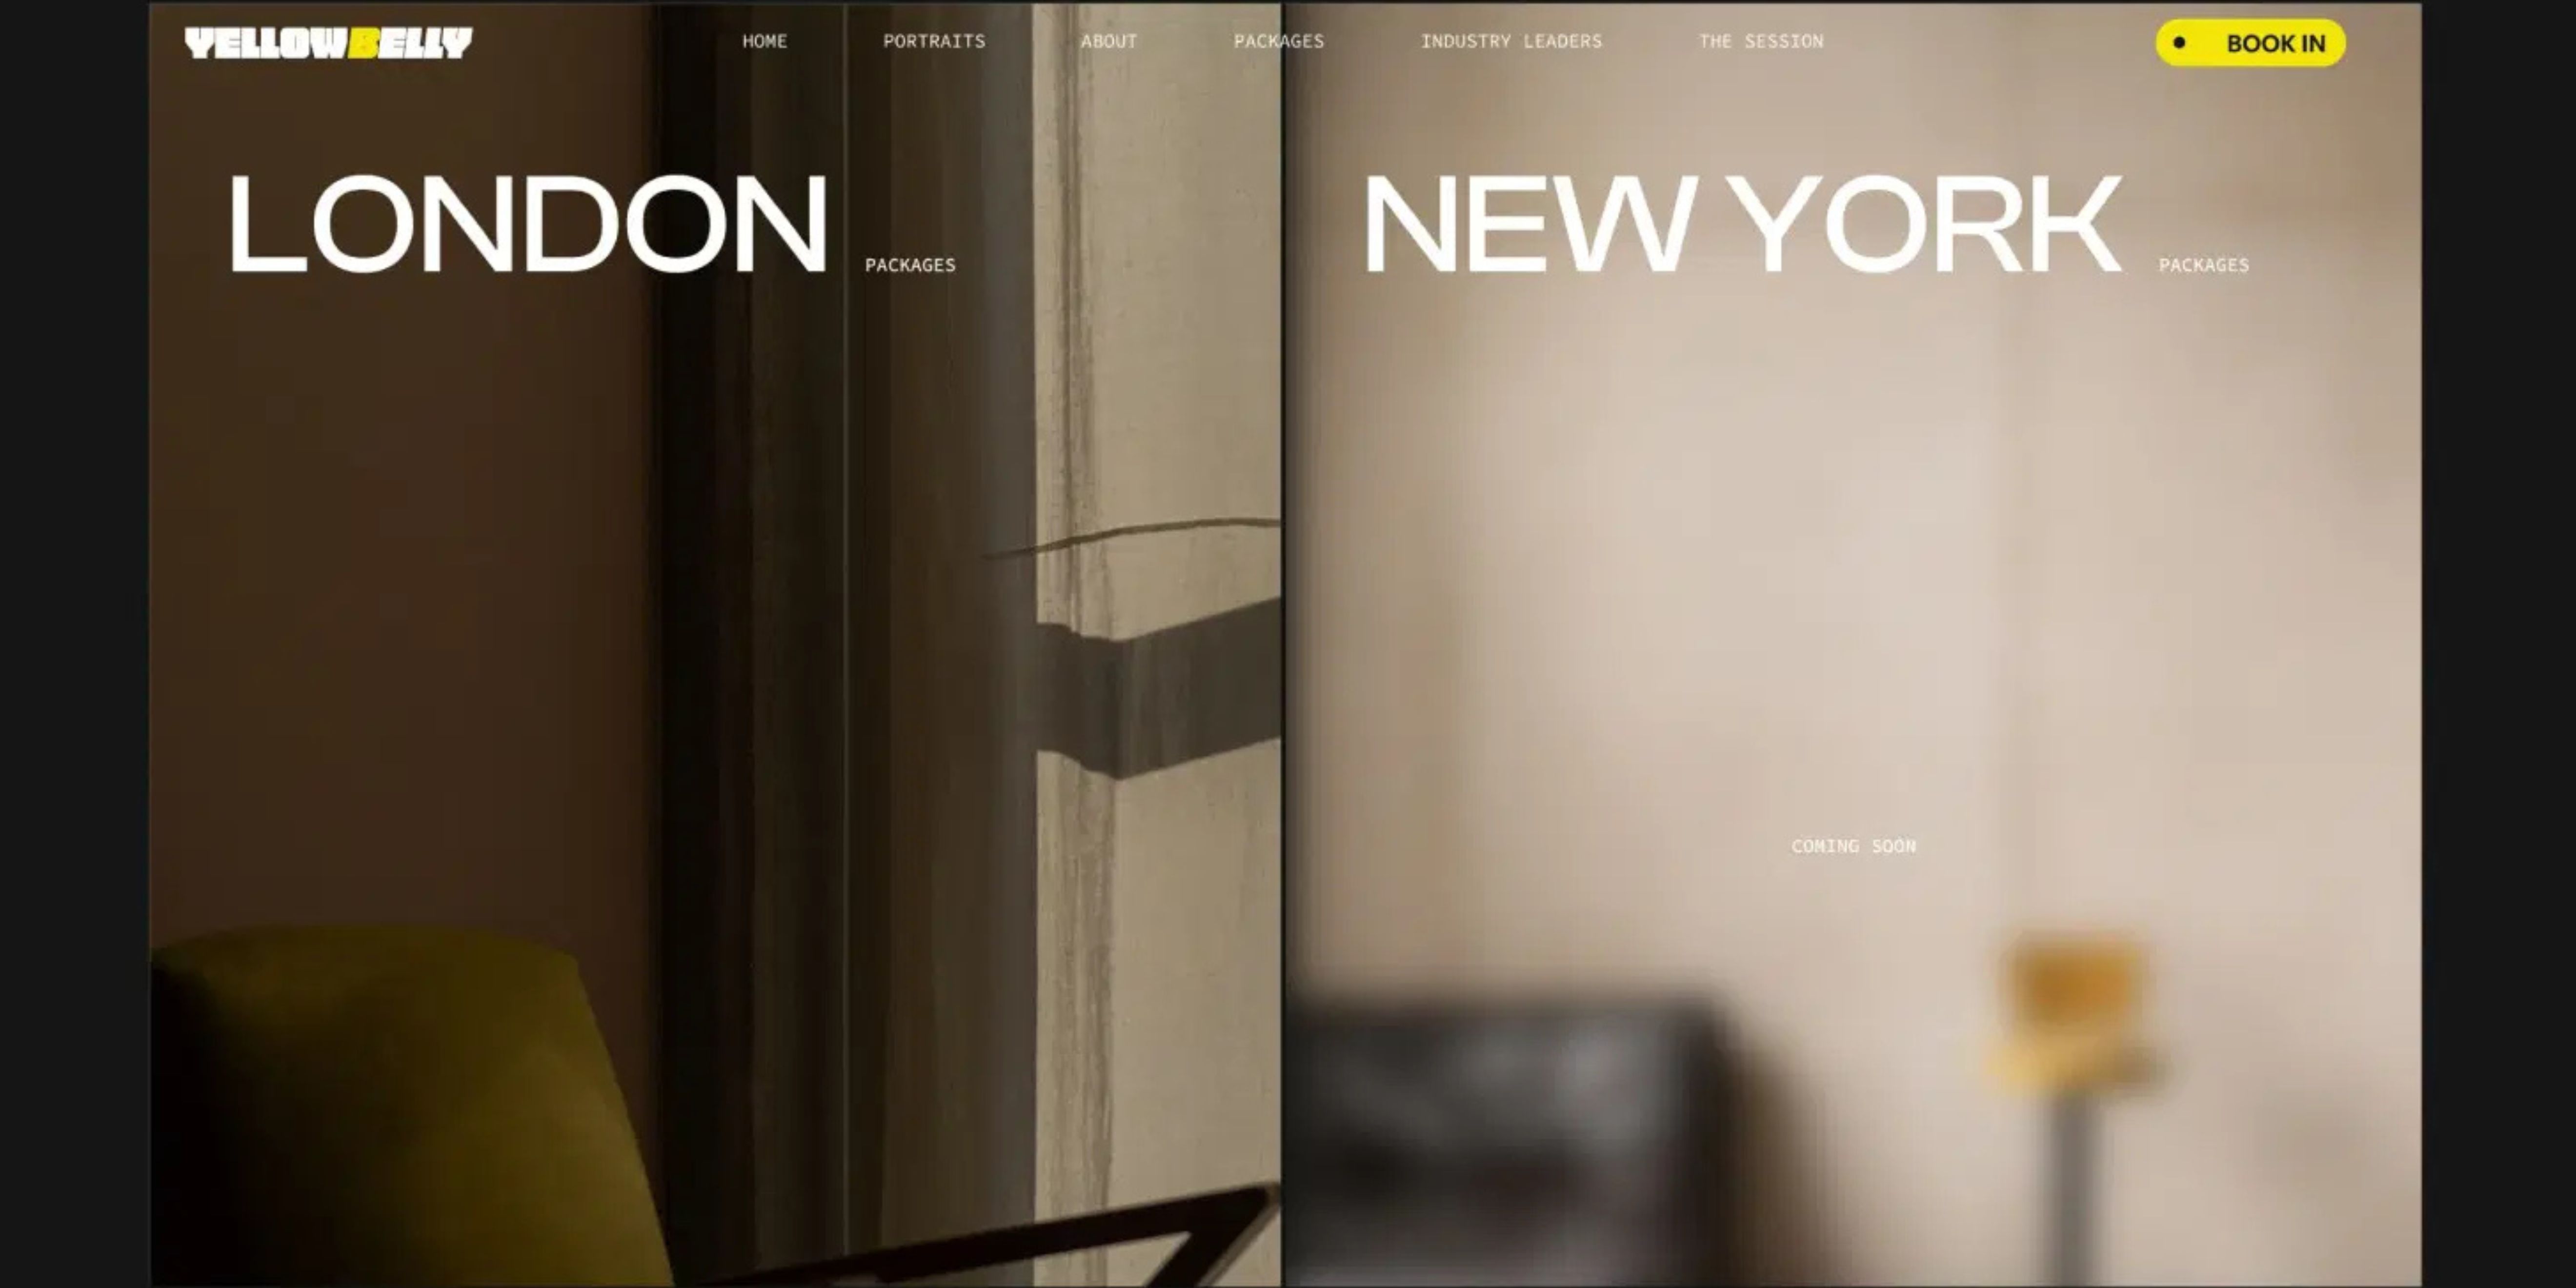 YELLOWBELLY
HOME PORTRAITS ABOUT PACKAGES INDUSTRY LEADERS THE SESSION
BOOK IN
LONDON PACKAGES
NEW YORK PACKAGES
COMING SOON